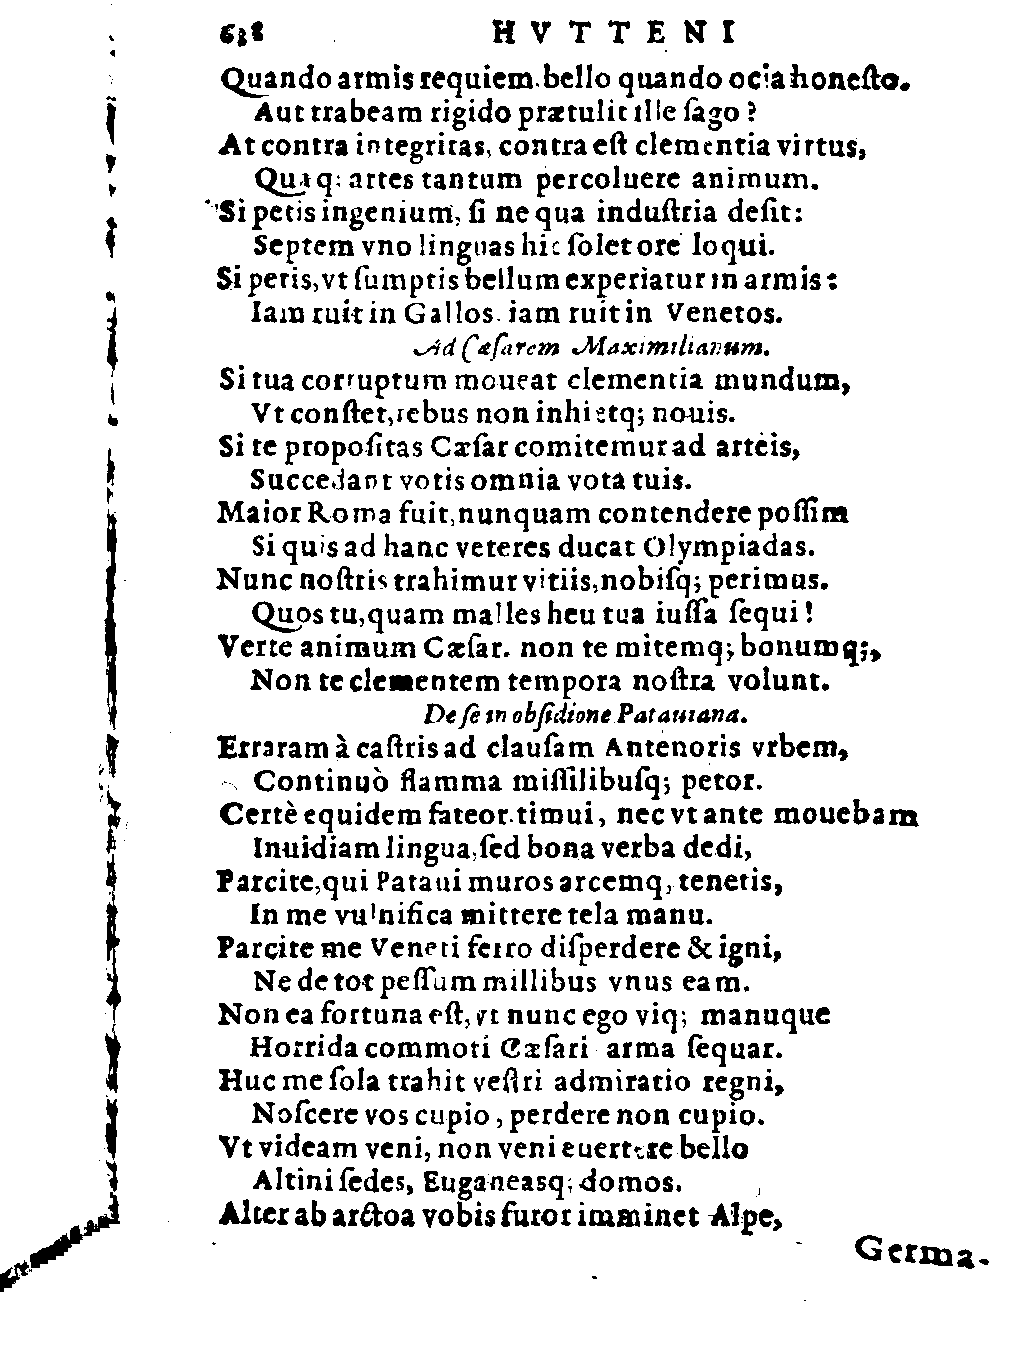 638 HVTTENI
Quando armis requiem. bello quando ocia honesto.
Aut trabeam rigido prætulit ille sago?
At contra integritas, contra est clementia virtus,
Quaq; artes tantum percoluere animum.
Si petis ingenium, si ne qua industria desit:
Septem vno linguas hic solet ore loqui.
Si petis, vt sumptis bellum experiatur in armis:
Iam ruit in Gallos. iam ruit in Venetos.
Ad Cæsarem Maximilianum.
Si tua corruptum moueat clementia mundum,
Vt constet, rebus non inhietq; nouis.
Si te propositas Cæsar comitemur ad arteis,
Succedant votis omnia vota tuis.
Maior Roma fuit, nunquam contendere possim
Si quis ad hanc veteres ducat Olympiadas.
Nunc nostris trahimur vitiis, nobisq; perimus.
Quos tu, quam malles heu tua iussa sequi!
Verte animum Cæsar. non te mitemq; bonumq;,
Non te clementem tempora nostra volunt.
De se in obsidione Patauiana.
Erraram à castris ad clausam Antenoris vrbem,
Continuò flamma missilibusq; petor.
Certè equidem fateor. timui, nec vt ante mouebam
Inuidiam lingua, sed bona verba dedi,
Parcite, qui Pataui muros arcemq, tenetis,
In me vulnifica mittere tela manu.
Parcite me Veneti ferro disperdere & igni,
Ne de tot pessum millibus vnus eam.
Non ea fortuna est, vt nunc ego viq; manuque
Horrida commoti Cæsari arma sequar.
Huc me sola trahit vestri admiratio regni,
Noscere vos cupio, perdere non cupio.
Vt videam veni, non veni euertere bello
Altini sedes, Euganeasq; domos.
Alter ab arctoa vobis furor imminet Alpe,
Germa-